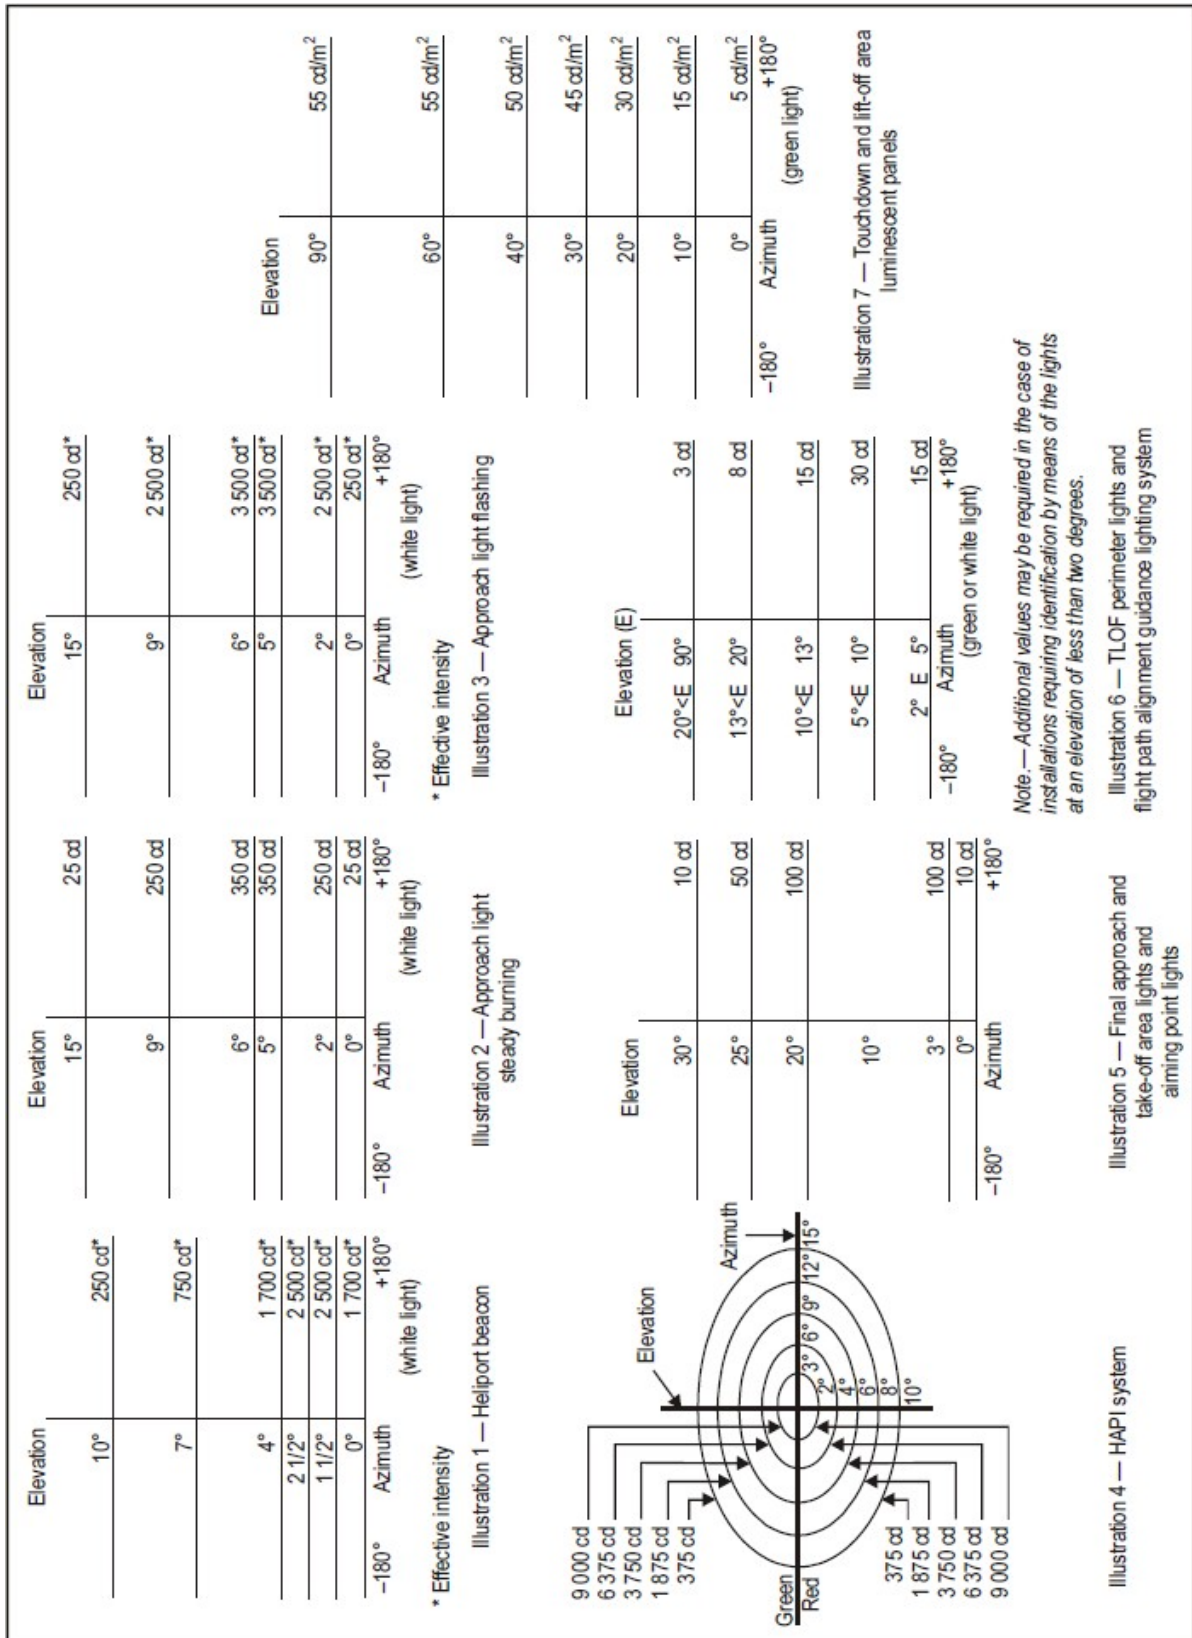 Elevation
10° 250 cd*
7° 750 cd*
4° 1 700 cd*
2 1/2° 2 500 cd*
1 1/2° 2 500 cd*
0° 1 700 cd*
–180° Azimuth +180°
(white light)
* Effective intensity
Illustration 1 — Heliport beacon
Elevation
15° 25 cd
9° 250 cd
6° 350 cd
5° 350 cd
2° 250 cd
0° 25 cd
–180° Azimuth +180°
(white light)
Illustration 2 — Approach light
steady burning
Elevation
15° 250 cd*
9° 2 500 cd*
6° 3 500 cd*
5° 3 500 cd*
2° 2 500 cd*
0° 250 cd*
–180° Azimuth +180°
(white light)
* Effective intensity
Illustration 3 — Approach light flashing
Elevation
90° 55 cd/m²
60° 55 cd/m²
40° 50 cd/m²
30° 45 cd/m²
20° 30 cd/m²
10° 15 cd/m²
0° 5 cd/m²
–180° Azimuth +180°
(green light)
Illustration 7 — Touchdown and lift-off area
luminescent panels
Elevation
Azimuth
9 000 cd
6 375 cd
3 750 cd
1 875 cd
375 cd
Green
Red
3° 6° 9° 12° 15°
2°
4°
6°
8°
10°
375 cd
1 875 cd
3 750 cd
6 375 cd
9 000 cd
Illustration 4 — HAPI system
Elevation
30° 10 cd
25° 50 cd
20° 100 cd
10°
3° 100 cd
0° 10 cd
–180° Azimuth +180°
Illustration 5 — Final approach and
take-off area lights and
aiming point lights
Elevation (E)
20°<E 90° 3 cd
13°<E 20° 8 cd
10°<E 13° 15 cd
5°<E 10° 30 cd
2° E 5° 15 cd
–180° Azimuth +180°
(green or white light)
Note.— Additional values may be required in the case of
installations requiring identification by means of the lights
at an elevation of less than two degrees.
Illustration 6 — TLOF perimeter lights and
flight path alignment guidance lighting system